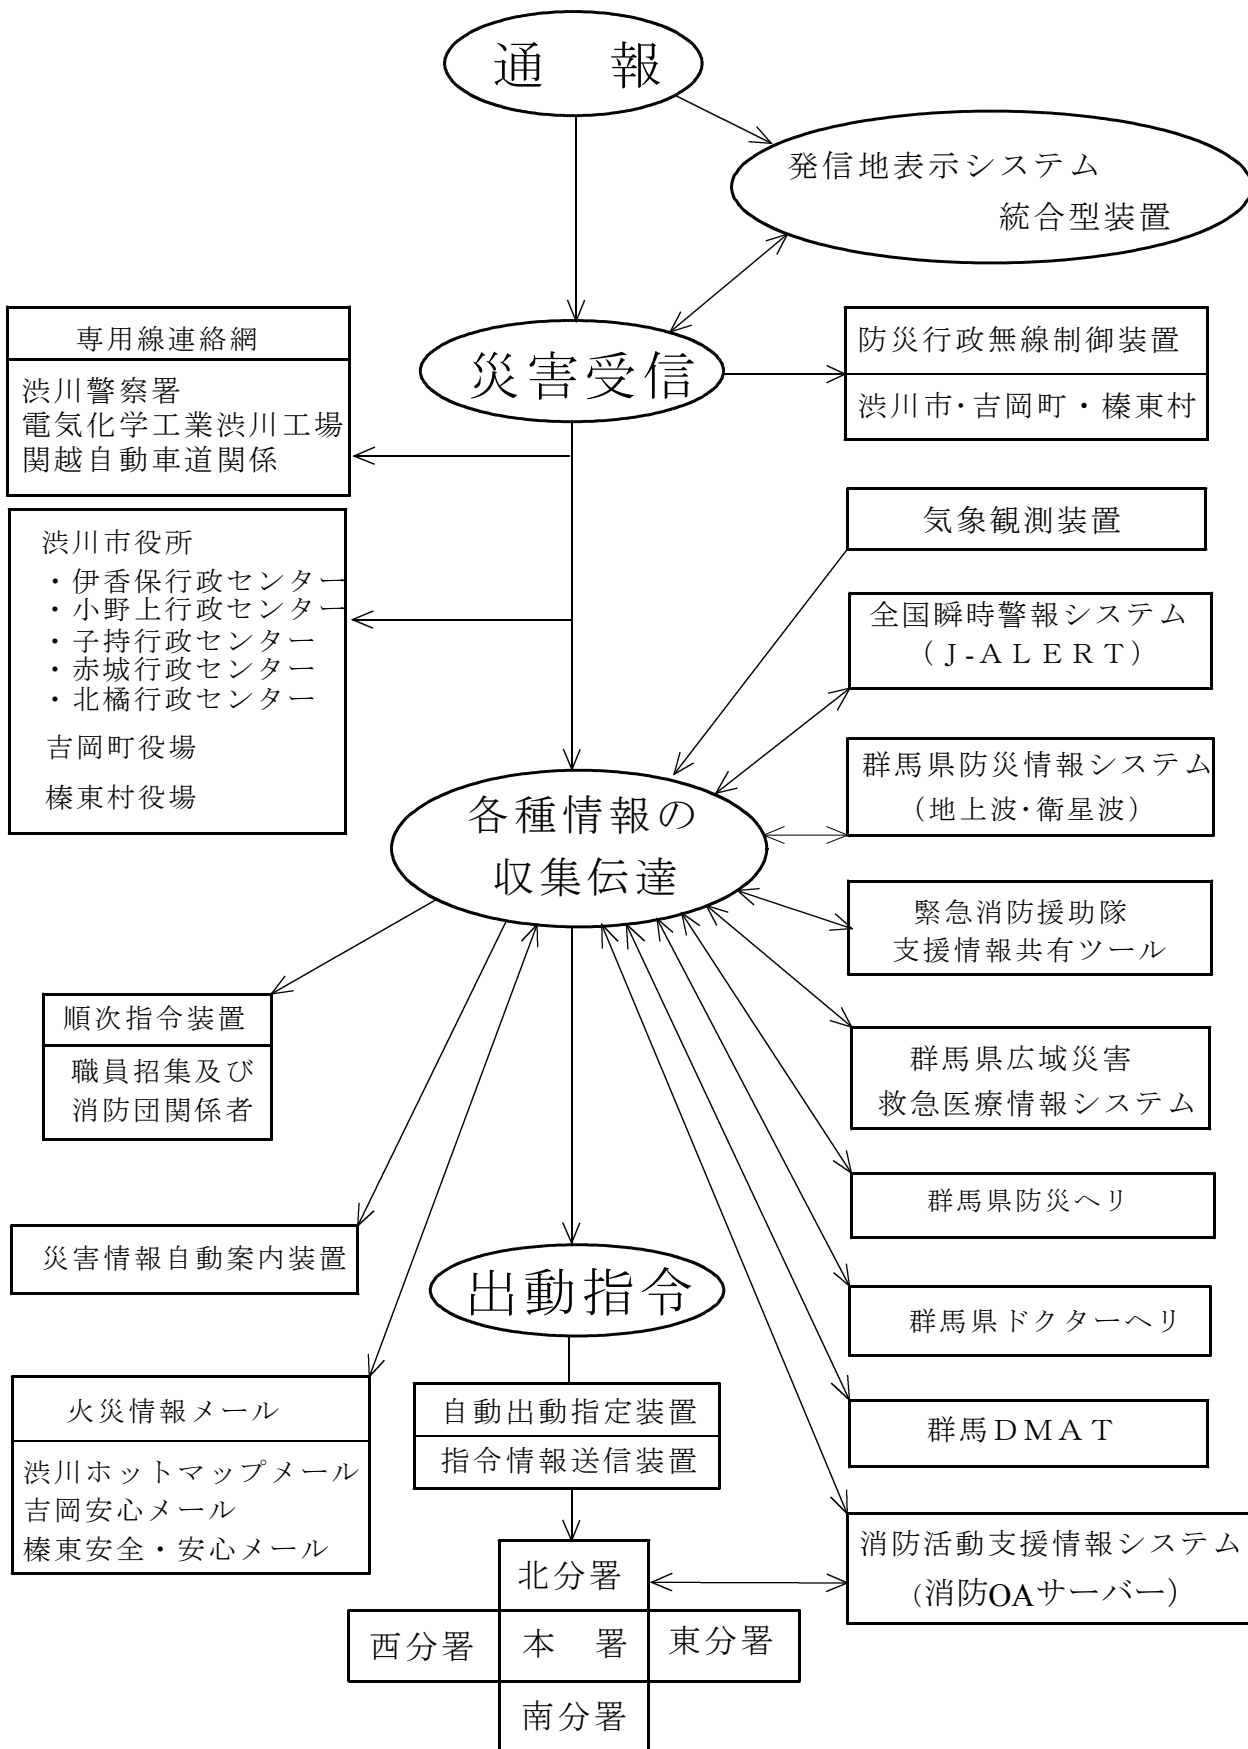 通　報
発信地表示システム
統合型装置
災害受信
専用線連絡網
渋川警察署
電気化学工業渋川工場
関越自動車道関係
防災行政無線制御装置
渋川市・吉岡町・榛東村
渋川市役所
・伊香保行政センター
・小野上行政センター
・子持行政センター
・赤城行政センター
・北橘行政センター
吉岡町役場
榛東村役場
気象観測装置
全国瞬時警報システム
（Ｊ-ＡＬＥＲＴ）
群馬県防災情報システム
（地上波・衛星波）
各種情報の
収集伝達
緊急消防援助隊
支援情報共有ツール
順次指令装置
職員招集及び
消防団関係者
群馬県広域災害
救急医療情報システム
群馬県防災ヘリ
災害情報自動案内装置
出動指令
群馬県ドクターヘリ
火災情報メール
渋川ホットマップメール
吉岡安心メール
榛東安全・安心メール
自動出動指定装置
指令情報送信装置
群馬ＤＭＡＴ
消防活動支援情報システム
（消防OAサーバー）
北分署
西分署
本　署
東分署
南分署